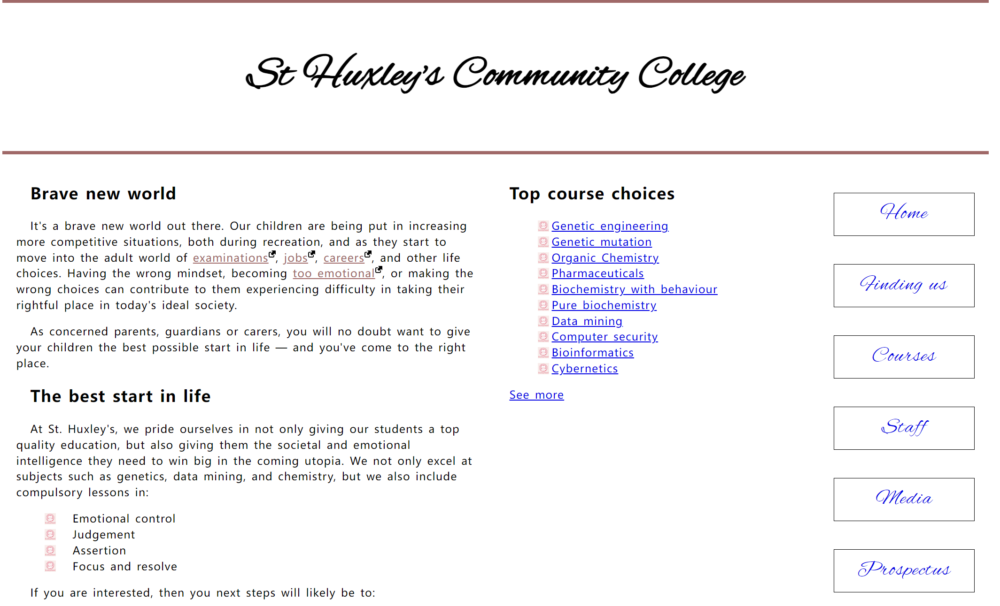 St Huxley's Community College
Brave new world
It's a brave new world out there. Our children are being put in increasing
more competitive situations, both during recreation, and as they start to
move into the adult world of examinations, jobs, careers, and other life
choices. Having the wrong mindset, becoming too emotional, or making the
wrong choices can contribute to them experiencing difficulty in taking their
rightful place in today's ideal society.
As concerned parents, guardians or carers, you will no doubt want to give
your children the best possible start in life — and you've come to the right
place.
The best start in life
At St. Huxley's, we pride ourselves in not only giving our students a top
quality education, but also giving them the societal and emotional
intelligence they need to win big in the coming utopia. We not only excel at
subjects such as genetics, data mining, and chemistry, but we also include
compulsory lessons in:
Emotional control
Judgement
Assertion
Focus and resolve
If you are interested, then you next steps will likely be to:
Top course choices
Genetic engineering
Genetic mutation
Organic Chemistry
Pharmaceuticals
Biochemistry with behaviour
Pure biochemistry
Data mining
Computer security
Bioinformatics
Cybernetics
See more
Home
Finding us
Courses
Staff
Media
Prospectus